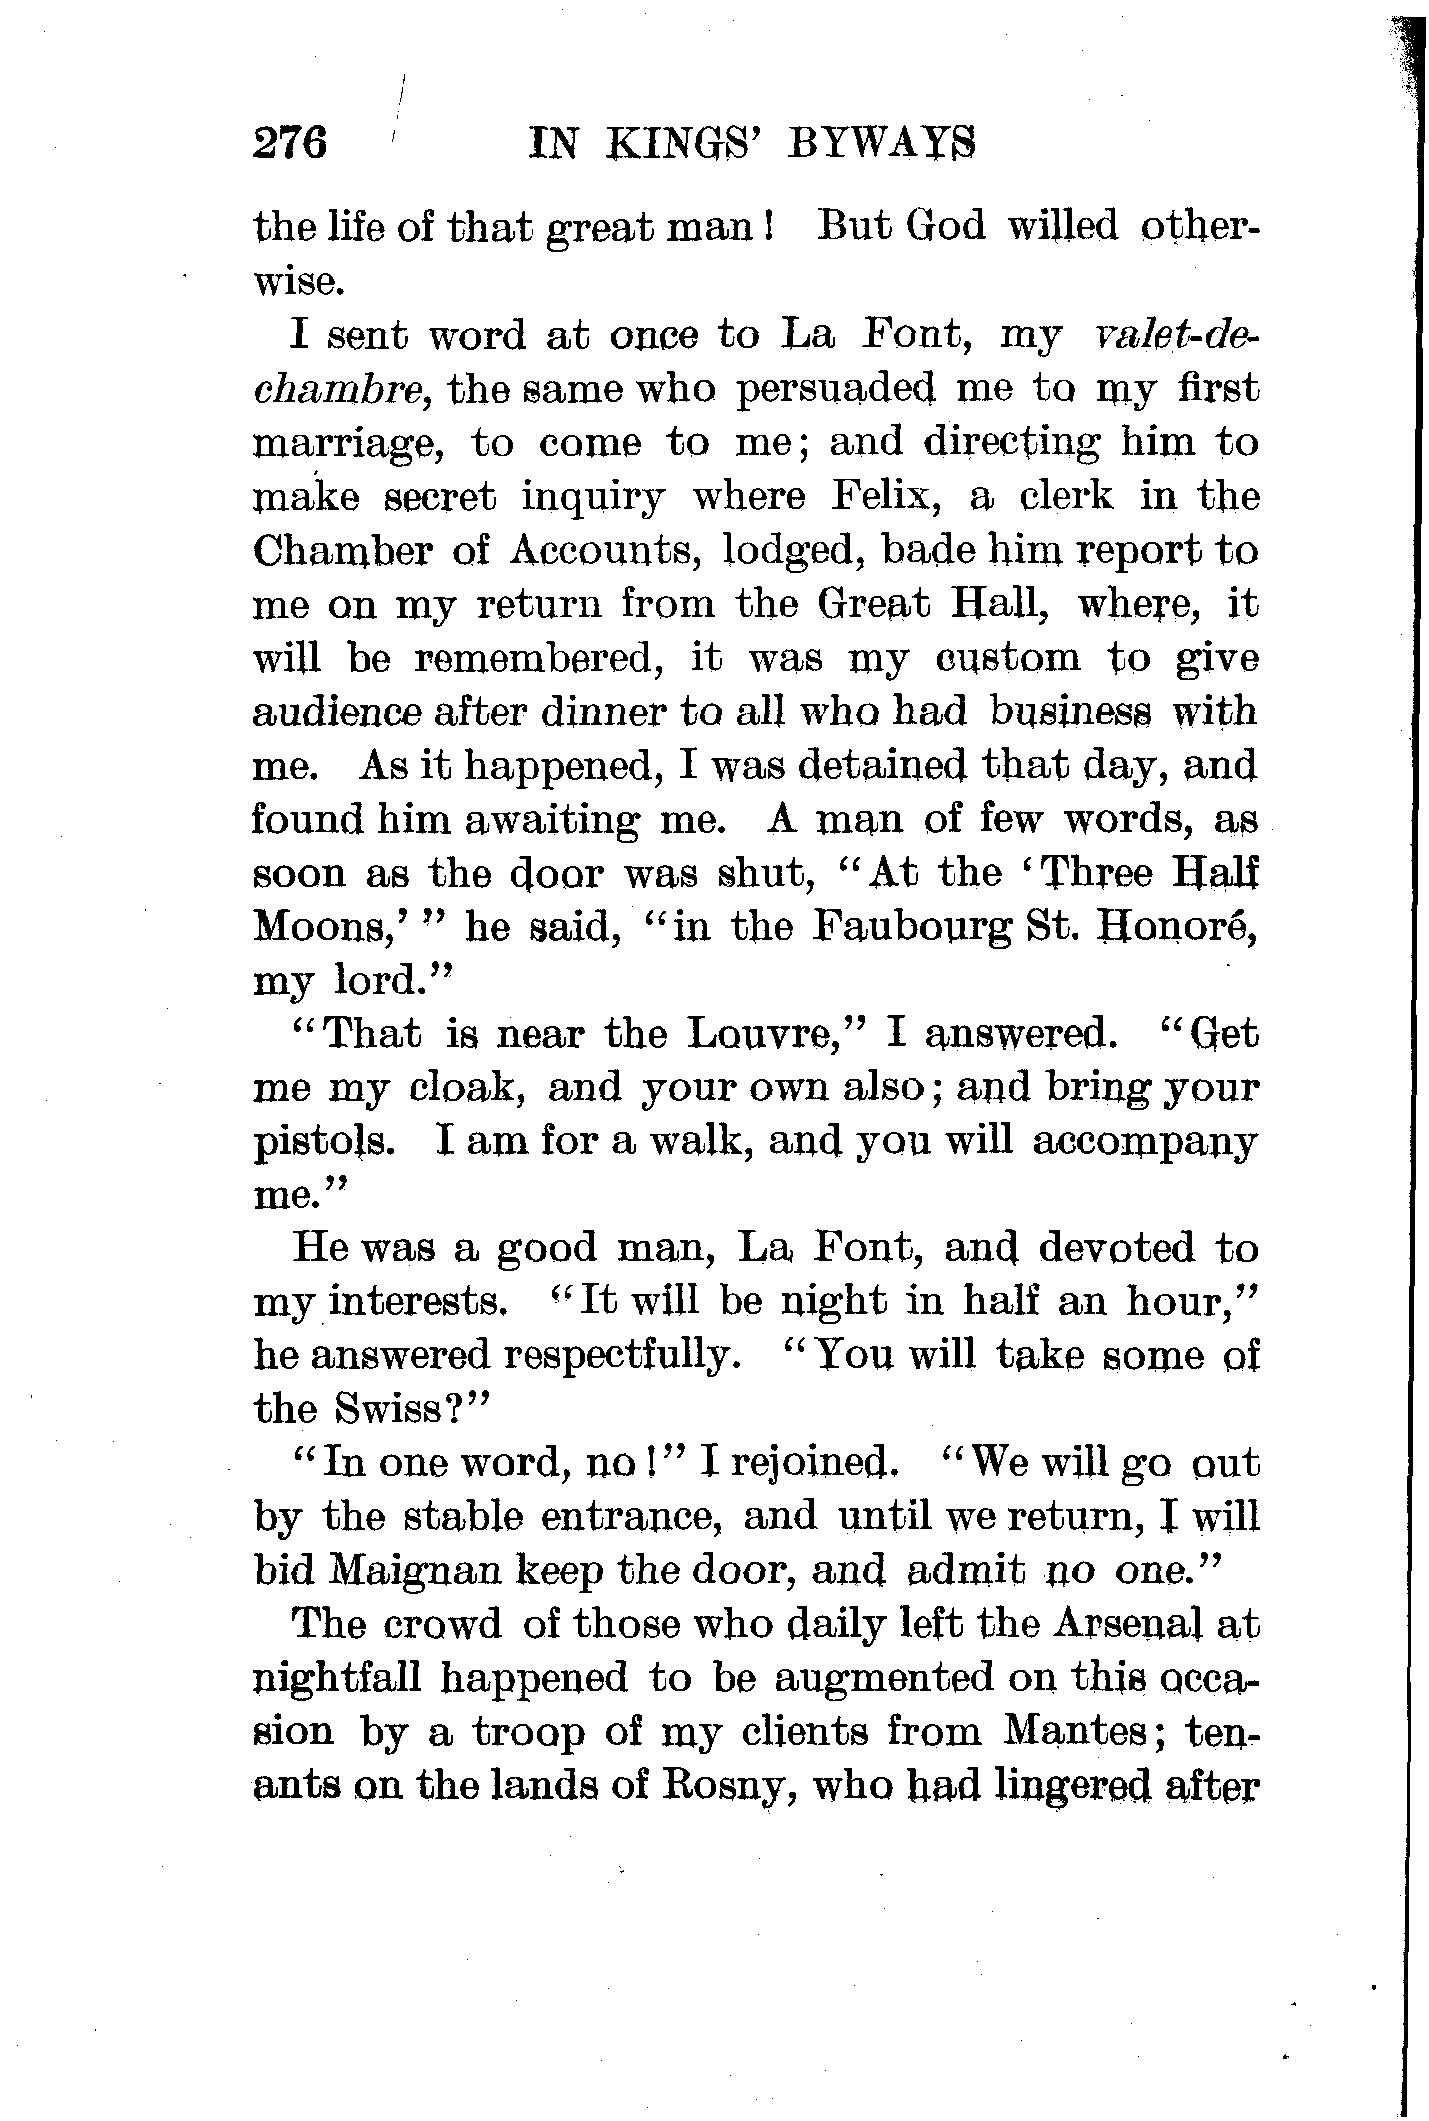 276 IN KINGS' BYWAYS
the life of that great man! But God willed other-
wise.
I sent word at once to La Font, my valet-de-
chambre, the same who persuaded me to my first
marriage, to come to me; and directing him to
make secret inquiry where Felix, a clerk in the
Chamber of Accounts, lodged, bade him report to
me on my return from the Great Hall, where, it
will be remembered, it was my custom to give
audience after dinner to all who had business with
me. As it happened, I was detained that day, and
found him awaiting me. A man of few words, as
soon as the door was shut, "At the 'Three Half
Moons,'" he said, "in the Faubourg St. Honoré,
my lord."
"That is near the Louvre," I answered. "Get
me my cloak, and your own also; and bring your
pistols. I am for a walk, and you will accompany
me."
He was a good man, La Font, and devoted to
my interests. "It will be night in half an hour,"
he answered respectfully. "You will take some of
the Swiss?"
"In one word, no!" I rejoined. "We will go out
by the stable entrance, and until we return, I will
bid Maignan keep the door, and admit no one."
The crowd of those who daily left the Arsenal at
nightfall happened to be augmented on this occa-
sion by a troop of my clients from Mantes; ten-
ants on the lands of Rosny, who had lingered after